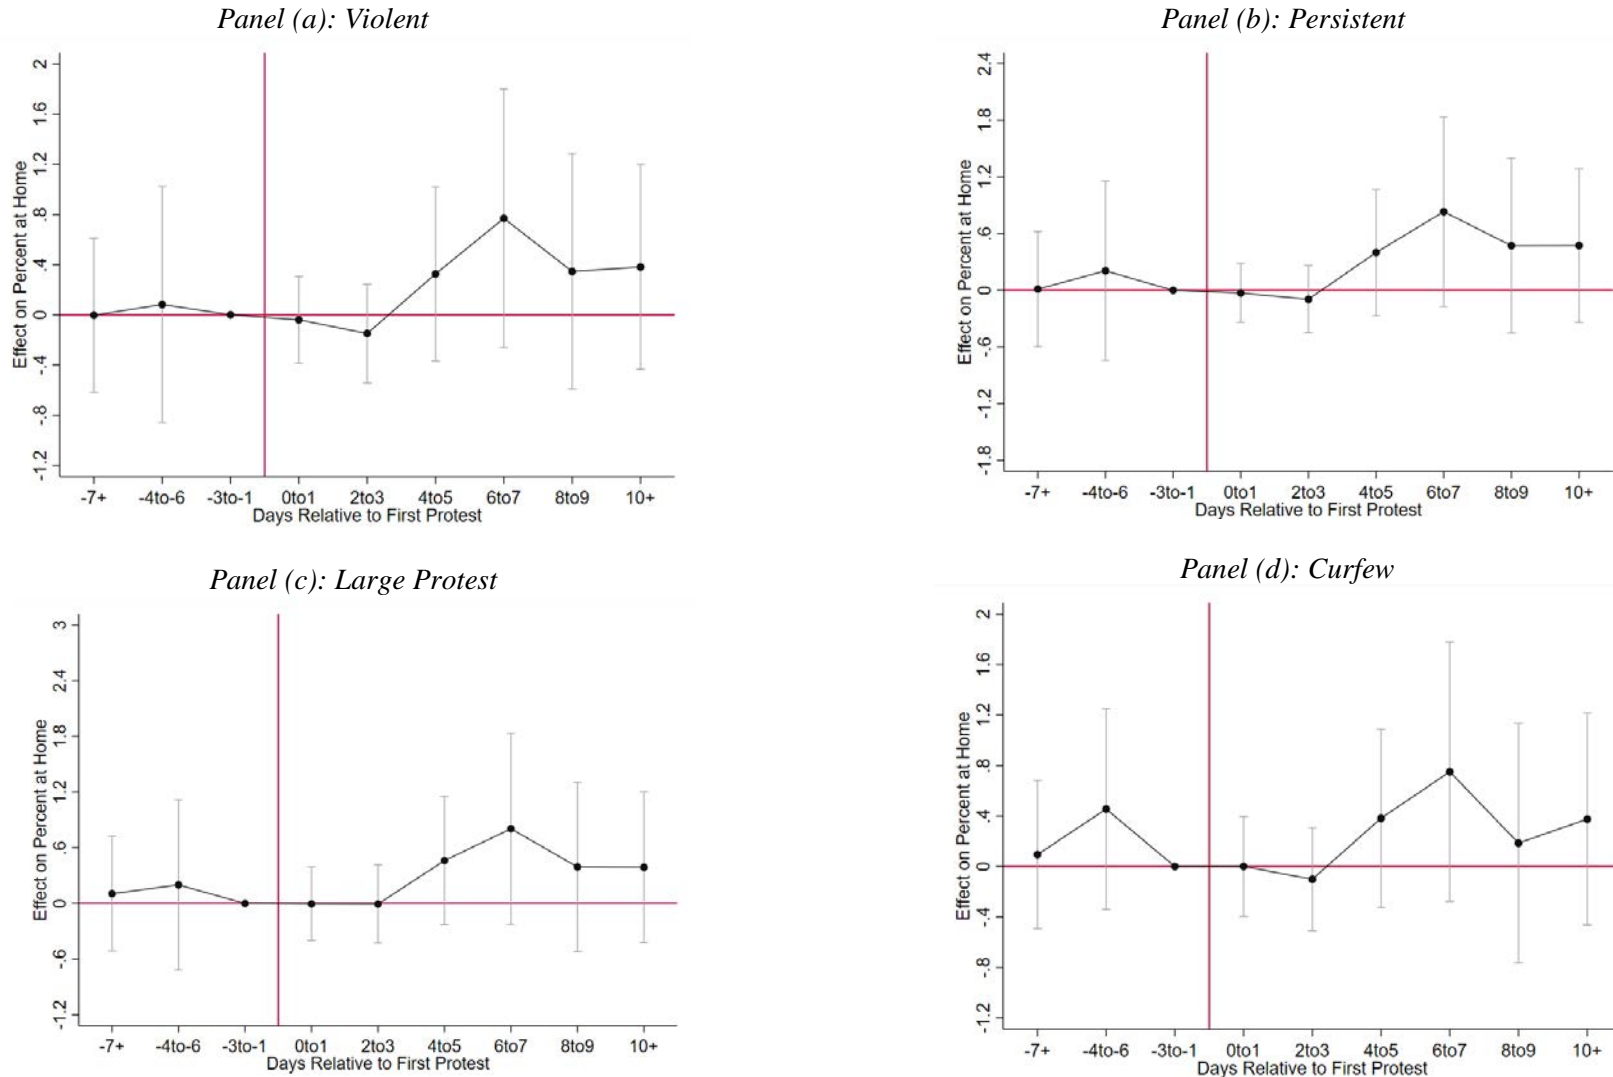 Panel (a): Violent
2
1.6
1.2
.8
.4
0
-.4
-.8
-1.2
Effect on Percent at Home
-7+ -4to-6 -3to-1 0to1 2to3 4to5 6to7 8to9 10+
Days Relative to First Protest
Panel (b): Persistent
2.4
1.8
1.2
.6
0
-.6
-1.2
-1.8
Effect on Percent at Home
-7+ -4to-6 -3to-1 0to1 2to3 4to5 6to7 8to9 10+
Days Relative to First Protest
Panel (c): Large Protest
3
2.4
1.8
1.2
.6
0
-.6
-1.2
Effect on Percent at Home
-7+ -4to-6 -3to-1 0to1 2to3 4to5 6to7 8to9 10+
Days Relative to First Protest
Panel (d): Curfew
2
1.6
1.2
.8
.4
0
-.4
-.8
-1.2
Effect on Percent at Home
-7+ -4to-6 -3to-1 0to1 2to3 4to5 6to7 8to9 10+
Days Relative to First Protest